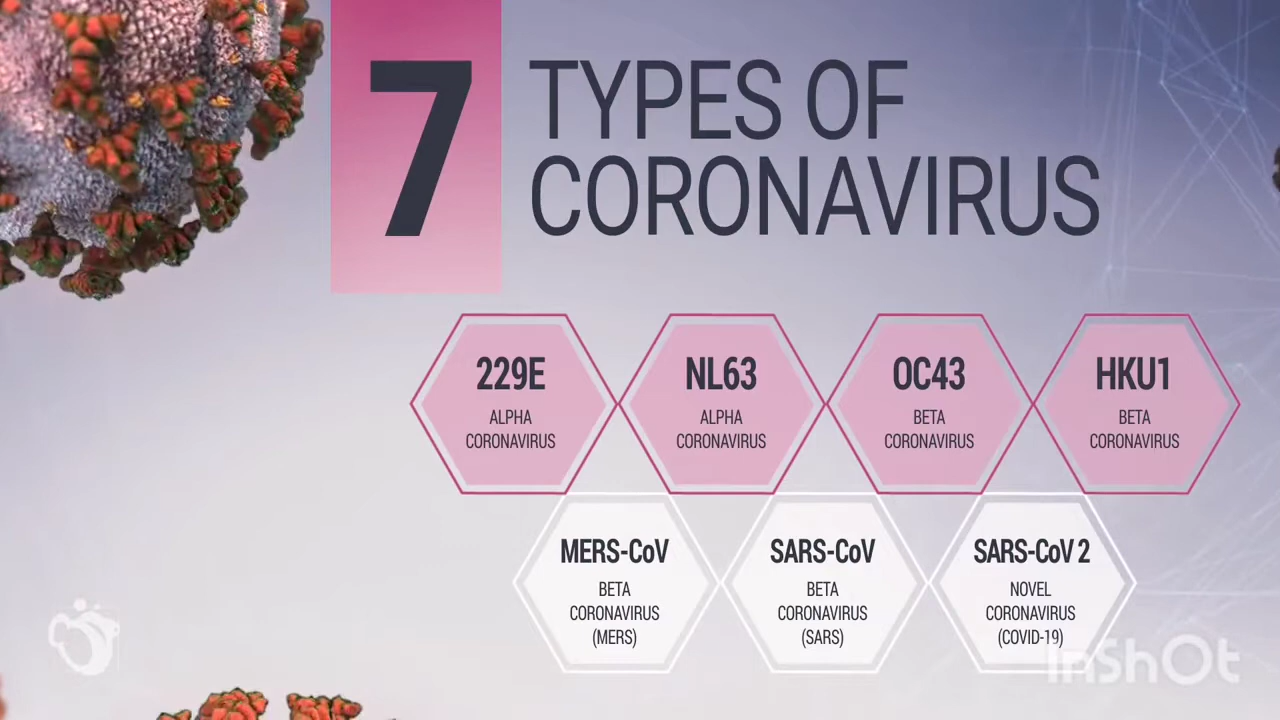 7
TYPES OF
CORONAVIRUS
229E
ALPHA
CORONAVIRUS
NL63
ALPHA
CORONAVIRUS
OC43
BETA
CORONAVIRUS
HKU1
BETA
CORONAVIRUS
MERS-CoV
BETA
CORONAVIRUS
(MERS)
SARS-CoV
BETA
CORONAVIRUS
(SARS)
SARS-CoV 2
NOVEL
CORONAVIRUS
(COVID-19)
InShOt